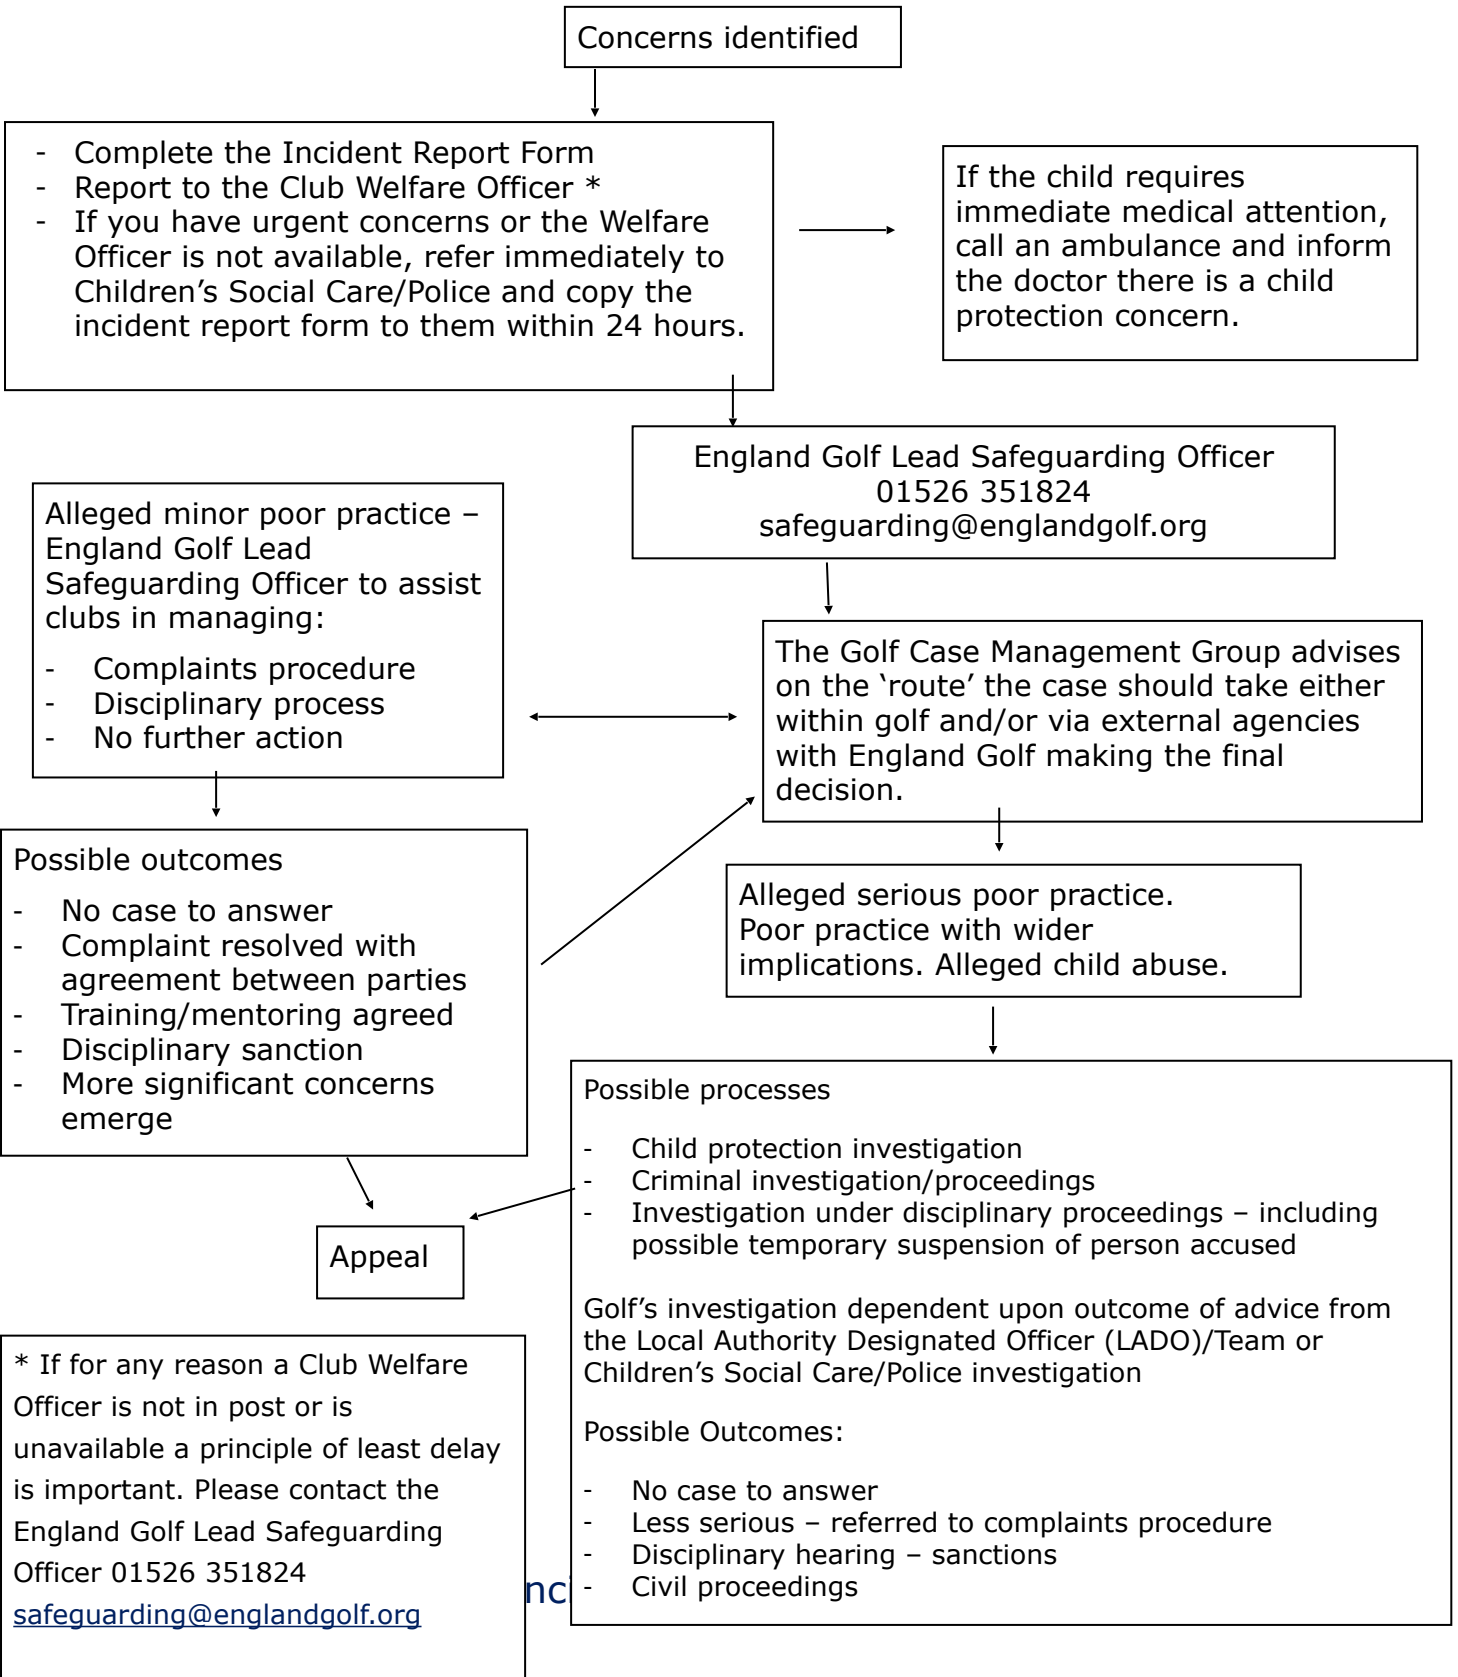 Concerns identified
- Complete the Incident Report Form
- Report to the Club Welfare Officer *
- If you have urgent concerns or the Welfare
Officer is not available, refer immediately to
Children’s Social Care/Police and copy the
incident report form to them within 24 hours.
If the child requires
immediate medical attention,
call an ambulance and inform
the doctor there is a child
protection concern.
England Golf Lead Safeguarding Officer
01526 351824
safeguarding@englandgolf.org
Alleged minor poor practice –
England Golf Lead
Safeguarding Officer to assist
clubs in managing:
- Complaints procedure
- Disciplinary process
- No further action
The Golf Case Management Group advises
on the ‘route’ the case should take either
within golf and/or via external agencies
with England Golf making the final
decision.
Possible outcomes
- No case to answer
- Complaint resolved with
agreement between parties
- Training/mentoring agreed
- Disciplinary sanction
- More significant concerns
emerge
Alleged serious poor practice.
Poor practice with wider
implications. Alleged child abuse.
Possible processes
- Child protection investigation
- Criminal investigation/proceedings
- Investigation under disciplinary proceedings – including
possible temporary suspension of person accused
Golf’s investigation dependent upon outcome of advice from
the Local Authority Designated Officer (LADO)/Team or
Children’s Social Care/Police investigation
Possible Outcomes:
- No case to answer
- Less serious – referred to complaints procedure
- Disciplinary hearing – sanctions
- Civil proceedings
Appeal
* If for any reason a Club Welfare
Officer is not in post or is
unavailable a principle of least delay
is important. Please contact the
England Golf Lead Safeguarding
Officer 01526 351824
safeguarding@englandgolf.org